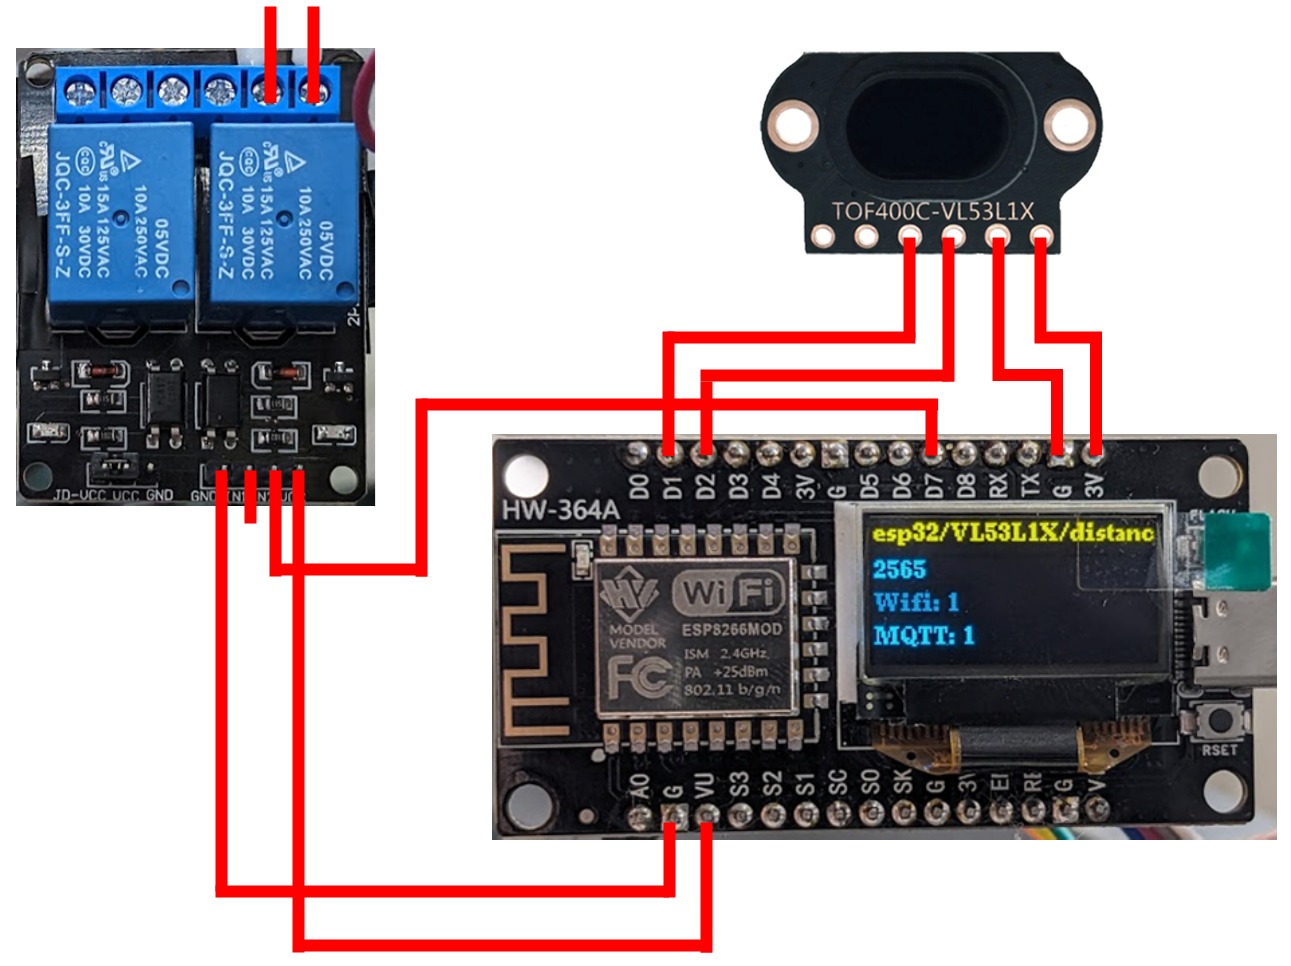 TOF400C-VL53L1X
05VDC
10A 250VAC
15A 125VAC
10A 30VDC
JQC-3FF-S-Z
05VDC
10A 250VAC
15A 125VAC
10A 30VDC
JQC-3FF-S-Z
JD-VCC VCC GND
GND
D0 D1 D2 D3 D4 3V G D5 D6 D7 D8 RX TX G 3V
HW-364A
esp32/VL53L1X/distanc
2565
Wifi: 1
MQTT: 1
WiFi
MODEL
VENDOR
ESP8266MOD
ISM 2.4GHz
PA +25dBm
802.11 b/g/n
FC
RSET
A0 G VU S3 S2 S1 SC S0 SK G